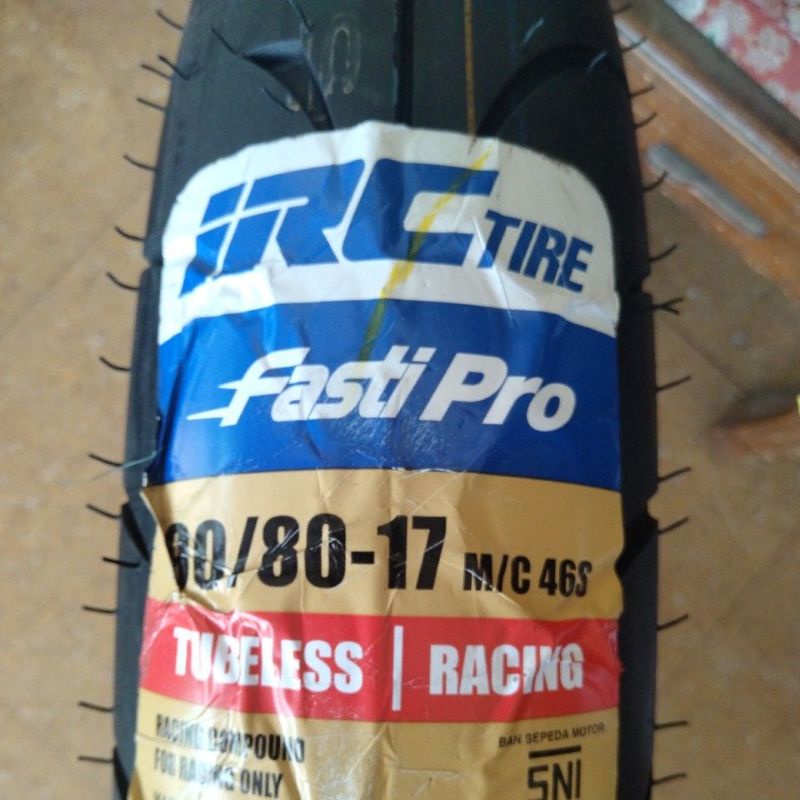 IRC TIRE
Fasti Pro
90/80-17 M/C 46S
TUBELESS | RACING
RACING COMPOUND
FOR RACING ONLY
BAN SEPEDA MOTOR
SNI